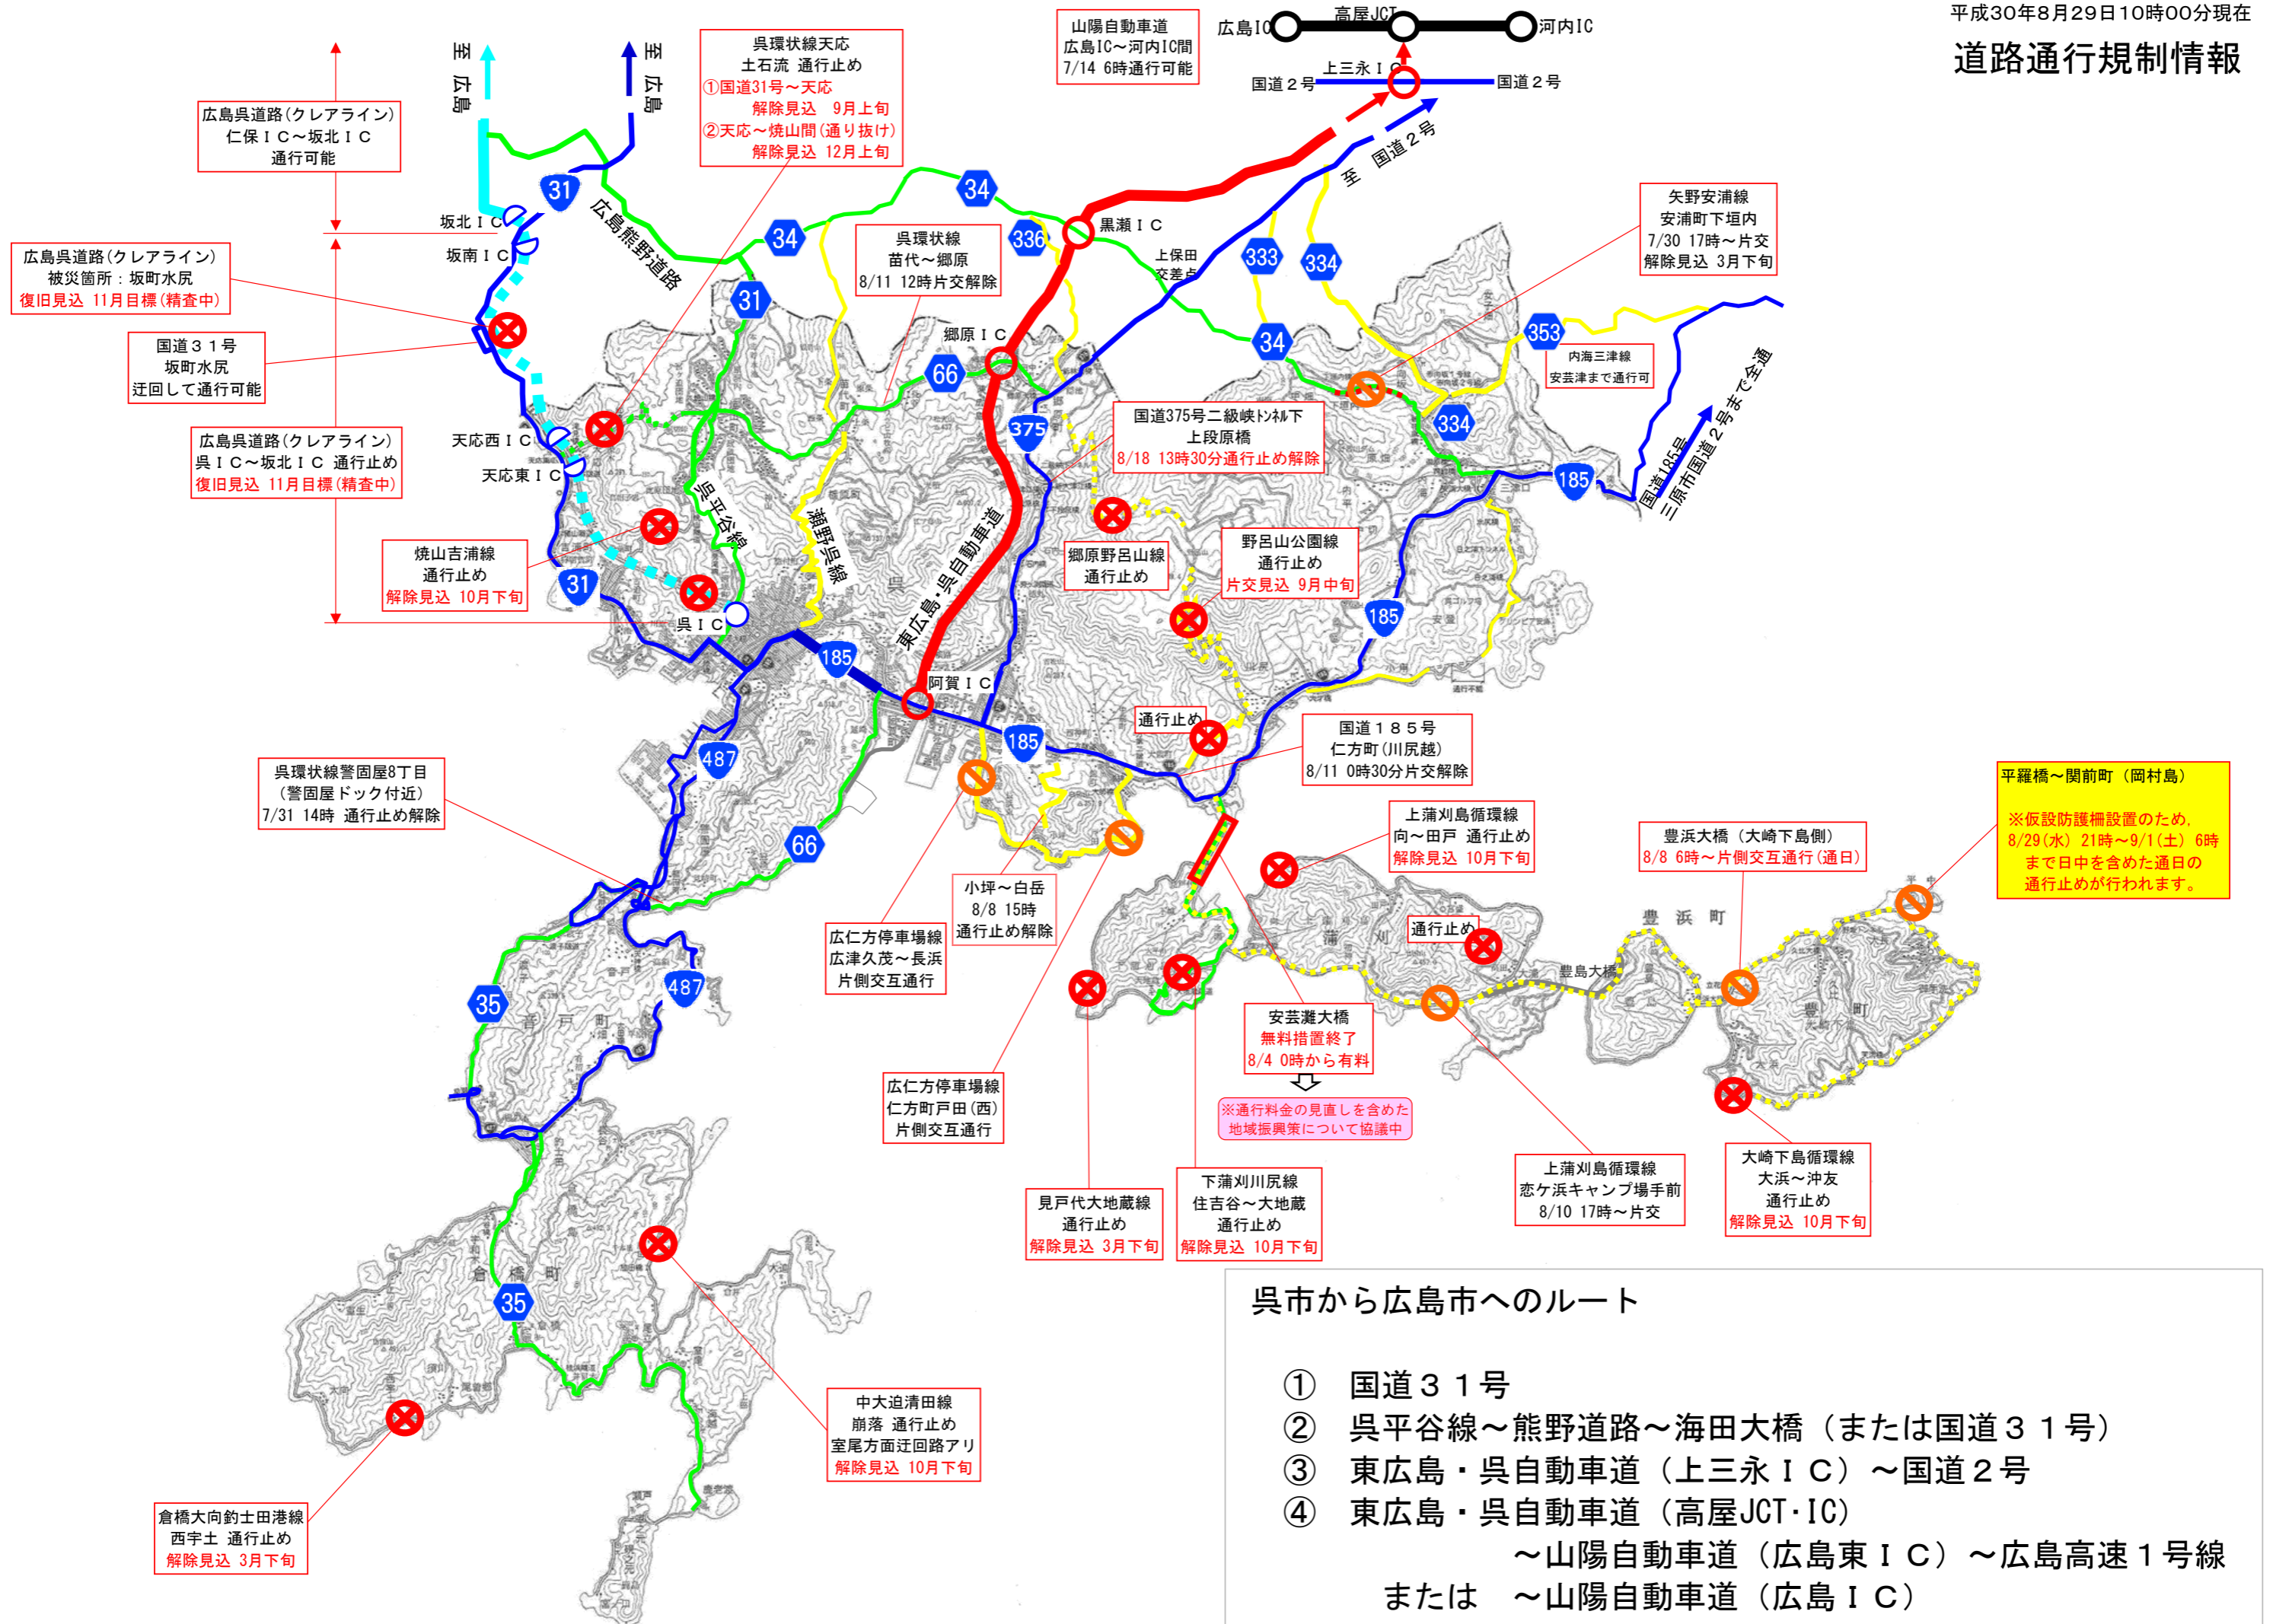 平成30年8月29日10時00分現在
道路通行規制情報
山陽自動車道
広島IC～河内IC間
7/14 6時通行可能
広島IC
高屋JCT
河内IC
上三永ＩＣ
国道２号
国道２号
至 国道２号
至 広島
至 広島
呉環状線天応
土石流 通行止め
①国道31号～天応
解除見込 9月上旬
②天応～焼山間(通り抜け)
解除見込 12月上旬
広島呉道路(クレアライン)
仁保ＩＣ～坂北ＩＣ
通行可能
31
広島熊野道路
34
34
336
黒瀬ＩＣ
上保田
交差点
333
334
矢野安浦線
安浦町下垣内
7/30 17時～片交
解除見込 3月下旬
坂北ＩＣ
坂南ＩＣ
呉環状線
苗代～郷原
8/11 12時片交解除
広島呉道路(クレアライン)
被災箇所：坂町水尻
復旧見込 11月目標(精査中)
31
郷原ＩＣ
34
353
内海三津線
安芸津まで通行可
国道３１号
坂町水尻
迂回して通行可能
66
334
国道185号
三原市国道２号まで全通
375
国道375号二級峡トンネル下
上段原橋
8/18 13時30分通行止め解除
広島呉道路(クレアライン)
呉ＩＣ～坂北ＩＣ 通行止め
復旧見込 11月目標(精査中)
天応西ＩＣ
天応東ＩＣ
185
呉平谷線
瀬野呉線
東広島・呉自動車道
呉
郷原野呂山線
通行止め
野呂山公園線
通行止め
片交見込 9月中旬
焼山吉浦線
通行止め
解除見込 10月下旬
31
呉ＩＣ
185
185
阿賀ＩＣ
通行不能
通行止め
185
国道１８５号
仁方町(川尻越)
8/11 0時30分片交解除
487
呉環状線警固屋8丁目
(警固屋ドック付近)
7/31 14時 通行止め解除
66
上蒲刈島循環線
向～田戸 通行止め
解除見込 10月下旬
豊浜大橋（大崎下島側）
8/8 6時～片側交互通行(通日)
平羅橋～関前町（岡村島）
※仮設防護柵設置のため,
8/29(水) 21時～9/1(土) 6時
まで日中を含めた通日の
通行止めが行われます。
小坪～白岳
8/8 15時
通行止め解除
広仁方停車場線
広津久茂～長浜
片側交互通行
蒲刈
通行止め
豊浜町
豊島大橋
豊町
487
35
音戸町
安芸灘大橋
無料措置終了
8/4 0時から有料
※通行料金の見直しを含めた
地域振興策について協議中
広仁方停車場線
仁方町戸田(西)
片側交互通行
見戸代大地蔵線
通行止め
解除見込 3月下旬
下蒲刈川尻線
住吉谷～大地蔵
通行止め
解除見込 10月下旬
上蒲刈島循環線
恋ケ浜キャンプ場手前
8/10 17時～片交
大崎下島循環線
大浜～沖友
通行止め
解除見込 10月下旬
倉橋町
35
中大迫清田線
崩落 通行止め
室尾方面迂回路アリ
解除見込 10月下旬
倉橋大向釣士田港線
西宇土 通行止め
解除見込 3月下旬
呉市から広島市へのルート
①　国道３１号
②　呉平谷線～熊野道路～海田大橋（または国道３１号）
③　東広島・呉自動車道（上三永ＩＣ）～国道２号
④　東広島・呉自動車道（高屋JCT・IC）
～山陽自動車道（広島東ＩＣ）～広島高速１号線
または　～山陽自動車道（広島ＩＣ）